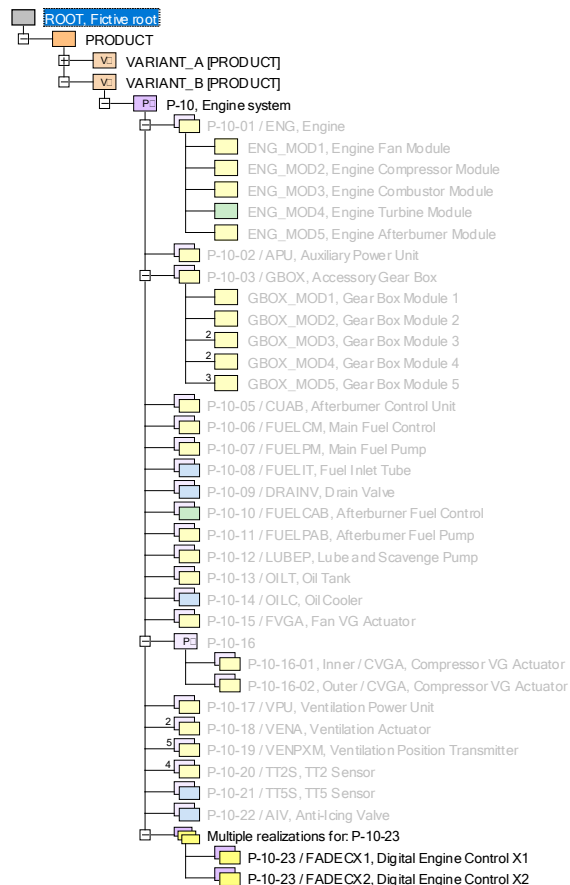 ROOT, Fictive root
PRODUCT
V VARIANT_A [PRODUCT]
V VARIANT_B [PRODUCT]
P P-10, Engine system
P-10-01 / ENG, Engine
ENG_MOD1, Engine Fan Module
ENG_MOD2, Engine Compressor Module
ENG_MOD3, Engine Combustor Module
ENG_MOD4, Engine Turbine Module
ENG_MOD5, Engine Afterburner Module
P-10-02 / APU, Auxiliary Power Unit
P-10-03 / GBOX, Accessory Gear Box
GBOX_MOD1, Gear Box Module 1
GBOX_MOD2, Gear Box Module 2
2 GBOX_MOD3, Gear Box Module 3
2 GBOX_MOD4, Gear Box Module 4
3 GBOX_MOD5, Gear Box Module 5
P-10-05 / CUAB, Afterburner Control Unit
P-10-06 / FUELCM, Main Fuel Control
P-10-07 / FUELPM, Main Fuel Pump
P-10-08 / FUELIT, Fuel Inlet Tube
P-10-09 / DRAINV, Drain Valve
P-10-10 / FUELCAB, Afterburner Fuel Control
P-10-11 / FUELPAB, Afterburner Fuel Pump
P-10-12 / LUBEP, Lube and Scavenge Pump
P-10-13 / OILT, Oil Tank
P-10-14 / OILC, Oil Cooler
P-10-15 / FVGA, Fan VG Actuator
P P-10-16
P-10-16-01, Inner / CVGA, Compressor VG Actuator
P-10-16-02, Outer / CVGA, Compressor VG Actuator
P-10-17 / VPU, Ventilation Power Unit
2 P-10-18 / VENA, Ventilation Actuator
5 P-10-19 / VENPXM, Ventilation Position Transmitter
4 P-10-20 / TT2S, TT2 Sensor
P-10-21 / TT5S, TT5 Sensor
P-10-22 / AIV, Anti-Icing Valve
Multiple realizations for: P-10-23
P-10-23 / FADECX1, Digital Engine Control X1
P-10-23 / FADECX2, Digital Engine Control X2